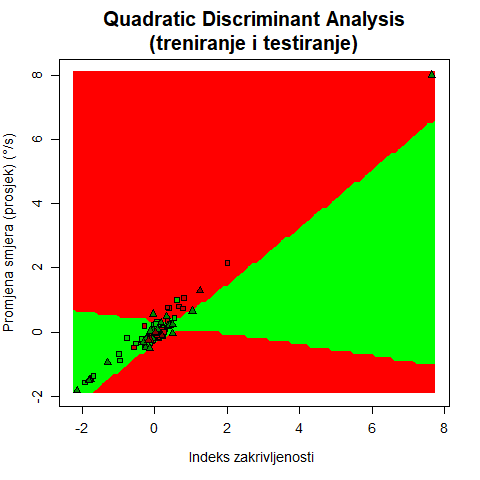 Quadratic Discriminant Analysis
(treniranje i testiranje)
Promjena smjera (prosjek) (°/s)
8
6
4
2
0
-2
-2 0 2 4 6 8
Indeks zakrivljenosti